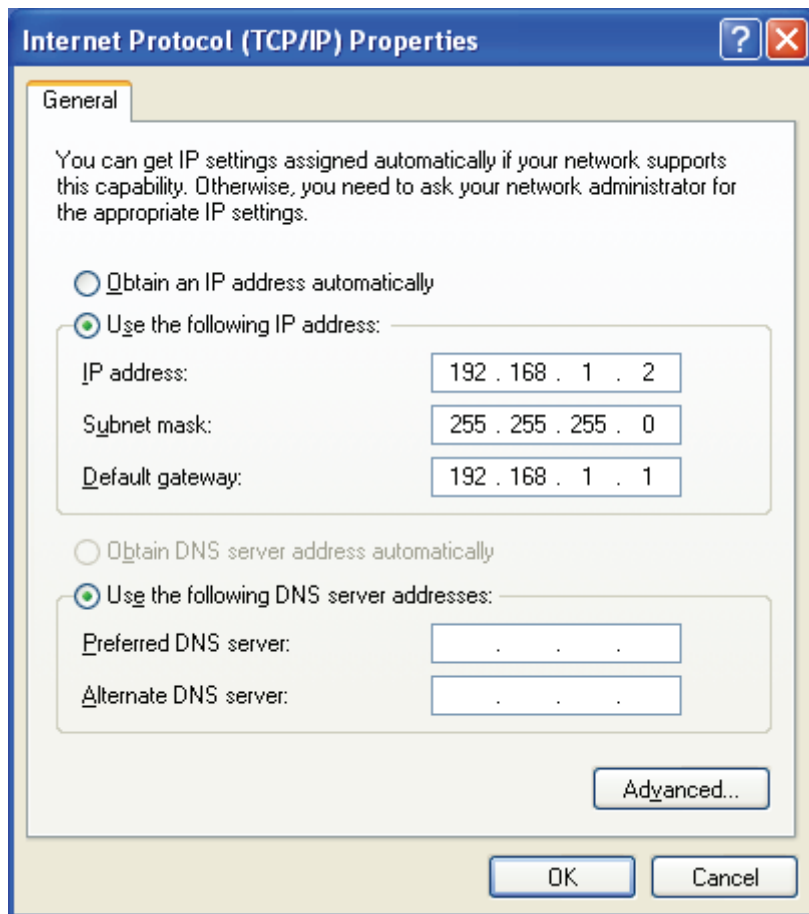 Internet Protocol (TCP/IP) Properties
General
You can get IP settings assigned automatically if your network supports
this capability. Otherwise, you need to ask your network administrator for
the appropriate IP settings.
Obtain an IP address automatically
Use the following IP address:
IP address: 192 . 168 . 1 . 2
Subnet mask: 255 . 255 . 255 . 0
Default gateway: 192 . 168 . 1 . 1
Obtain DNS server address automatically
Use the following DNS server addresses:
Preferred DNS server: . . .
Alternate DNS server: . . .
Advanced...
OK Cancel